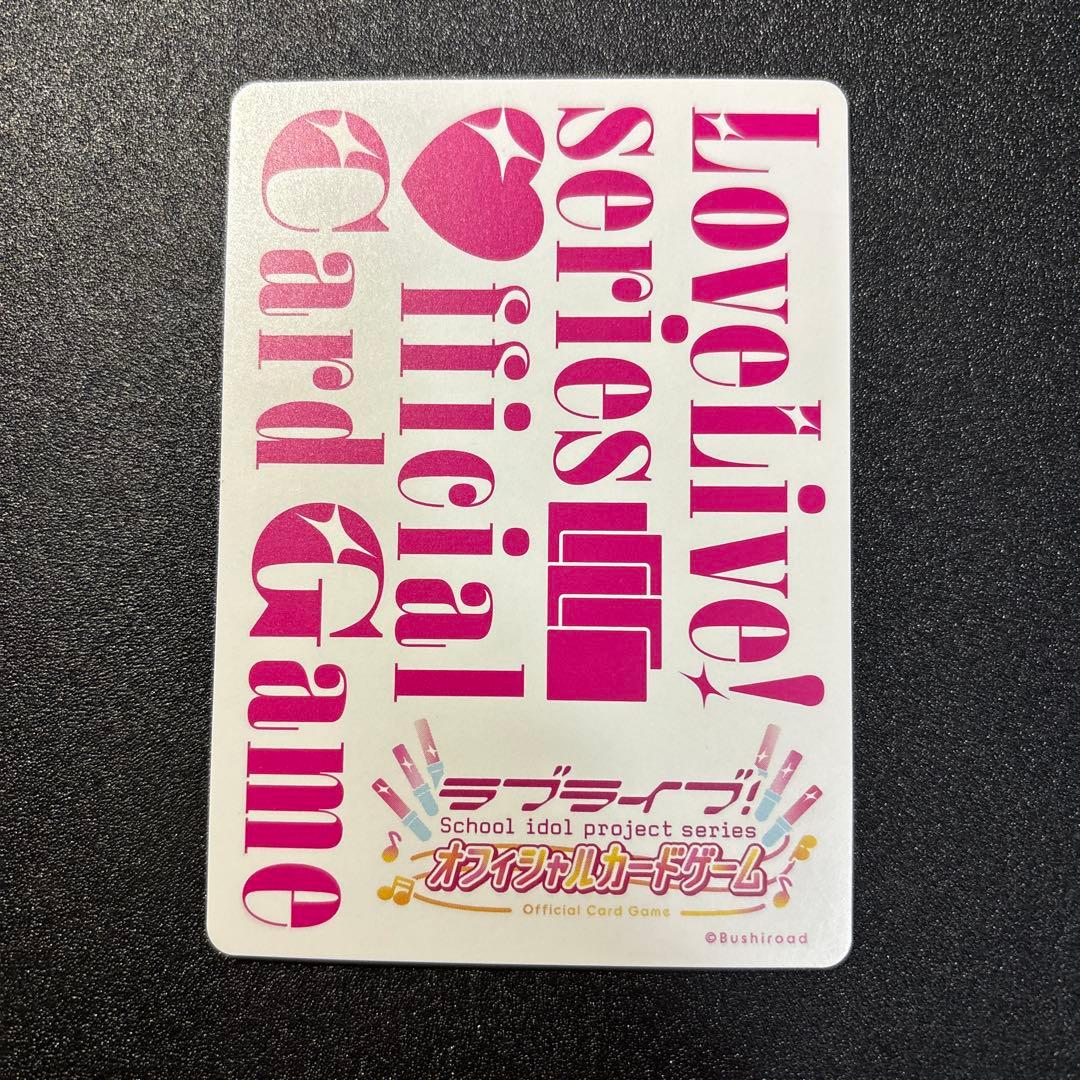 LoveLive!
series
Official
Card Game
ラブライブ!
School idol project series
オフィシャルカードゲーム
Official Card Game
©Bushiroad